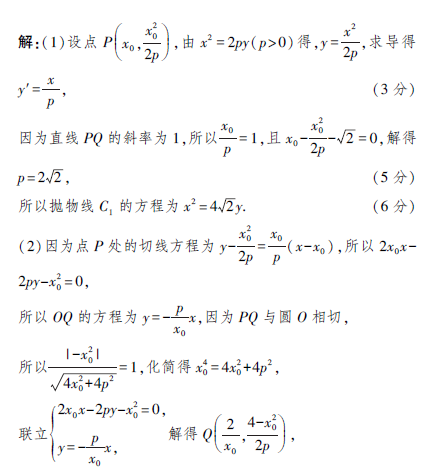 解:(1)设点 P(x₀, x₀²/2p),由 x²=2py(p>0)得,y=x²/2p,求导得
y′=x/p, (3分)
因为直线 PQ 的斜率为 1,所以 x₀/p=1,且 x₀-x₀²/2p-√2=0,解得
p=2√2, (5分)
所以抛物线 C₁ 的方程为 x²=4√2y. (6分)
(2)因为点 P 处的切线方程为 y-x₀²/2p=x₀/p(x-x₀),所以 2x₀x-
2py-x₀²=0,
所以 OQ 的方程为 y=-p/x₀ x,因为 PQ 与圆 O 相切,
所以 |-x₀²|/√(4x₀²+4p²)=1,化简得 x₀⁴=4x₀²+4p²,
联立 { 2x₀x-2py-x₀²=0, y=-p/x₀ x, 解得 Q(2/x₀, (4-x₀²)/2p),